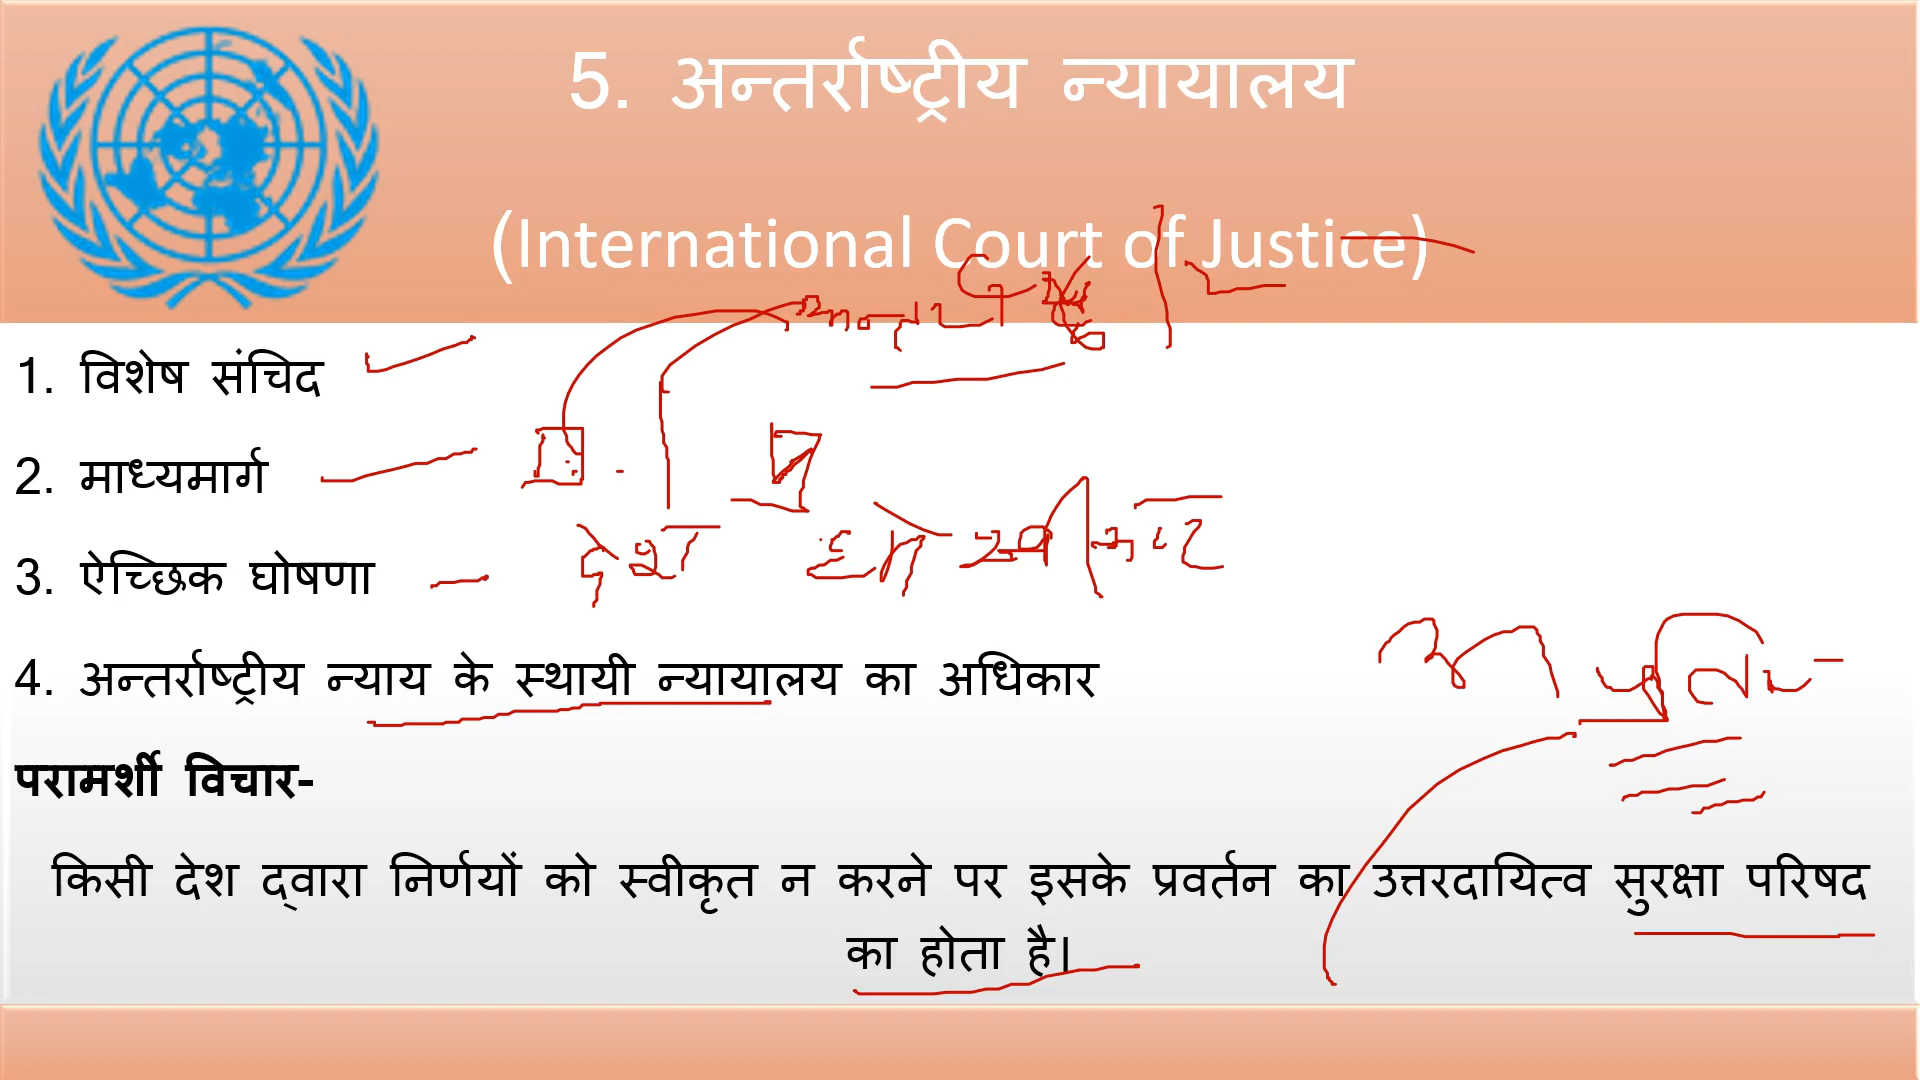 5. अन्तर्राष्ट्रीय न्यायालय
(International Court of Justice)
1. विशेष संचिद
2. माध्यमार्ग
3. ऐच्छिक घोषणा
4. अन्तर्राष्ट्रीय न्याय के स्थायी न्यायालय का अधिकार
परामर्शी विचार-
किसी देश द्वारा निर्णयों को स्वीकृत न करने पर इसके प्रवर्तन का उत्तरदायित्व सुरक्षा परिषद
का होता है।